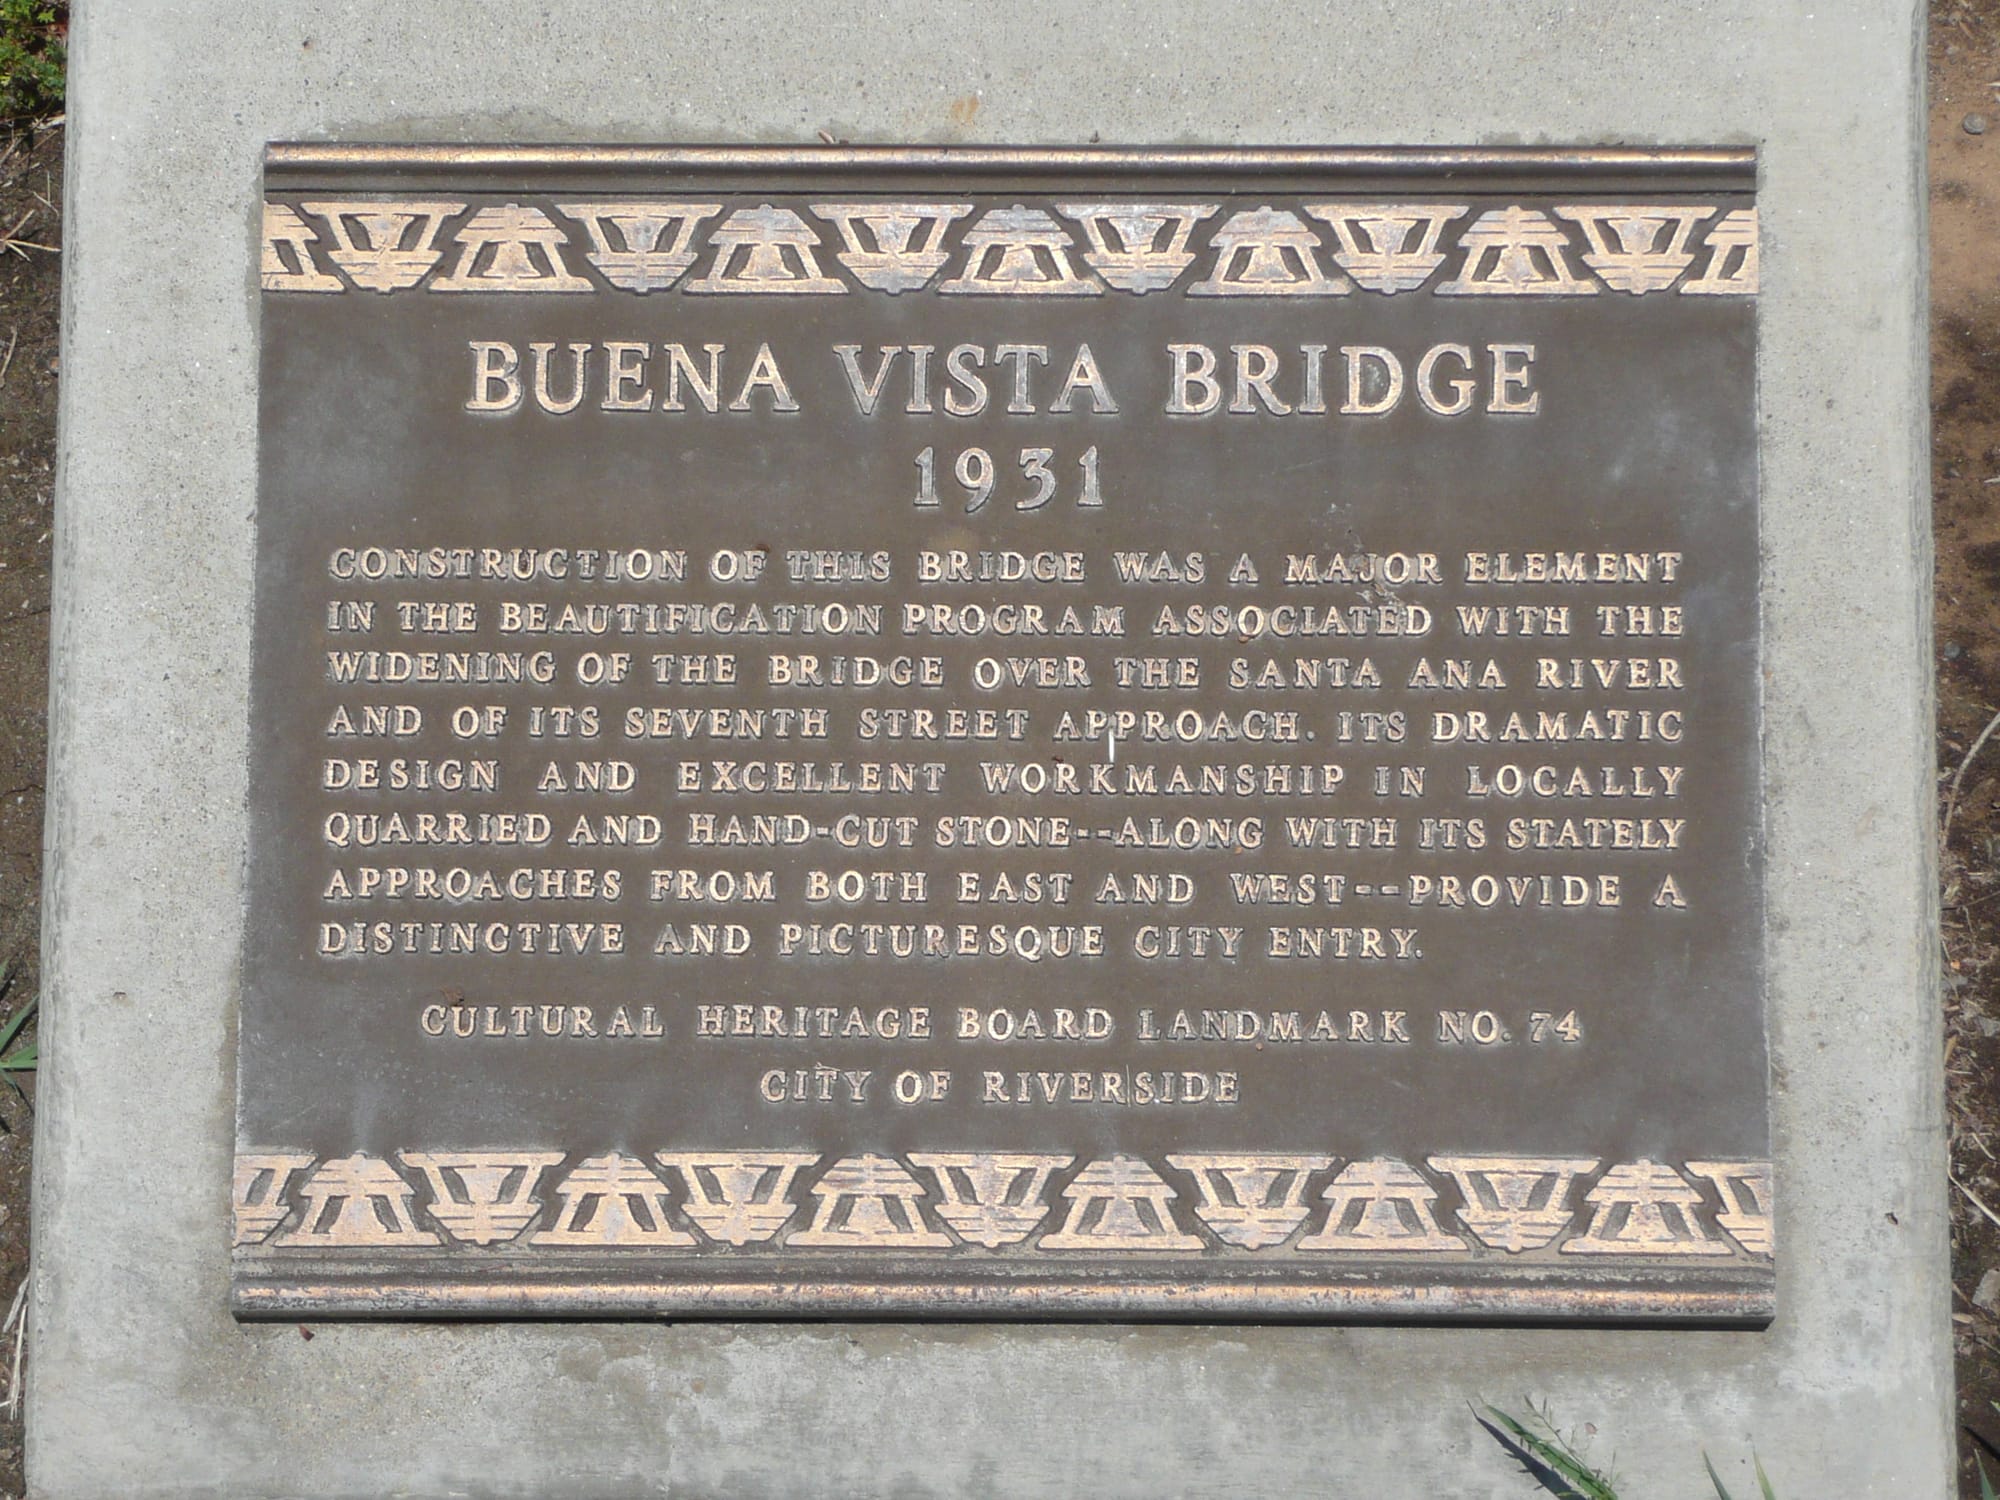 BUENA VISTA BRIDGE
1931
CONSTRUCTION OF THIS BRIDGE WAS A MAJOR ELEMENT
IN THE BEAUTIFICATION PROGRAM ASSOCIATED WITH THE
WIDENING OF THE BRIDGE OVER THE SANTA ANA RIVER
AND OF ITS SEVENTH STREET APPROACH. ITS DRAMATIC
DESIGN AND EXCELLENT WORKMANSHIP IN LOCALLY
QUARRIED AND HAND-CUT STONE--ALONG WITH ITS STATELY
APPROACHES FROM BOTH EAST AND WEST--PROVIDE A
DISTINCTIVE AND PICTURESQUE CITY ENTRY.
CULTURAL HERITAGE BOARD LANDMARK NO. 74
CITY OF RIVERSIDE